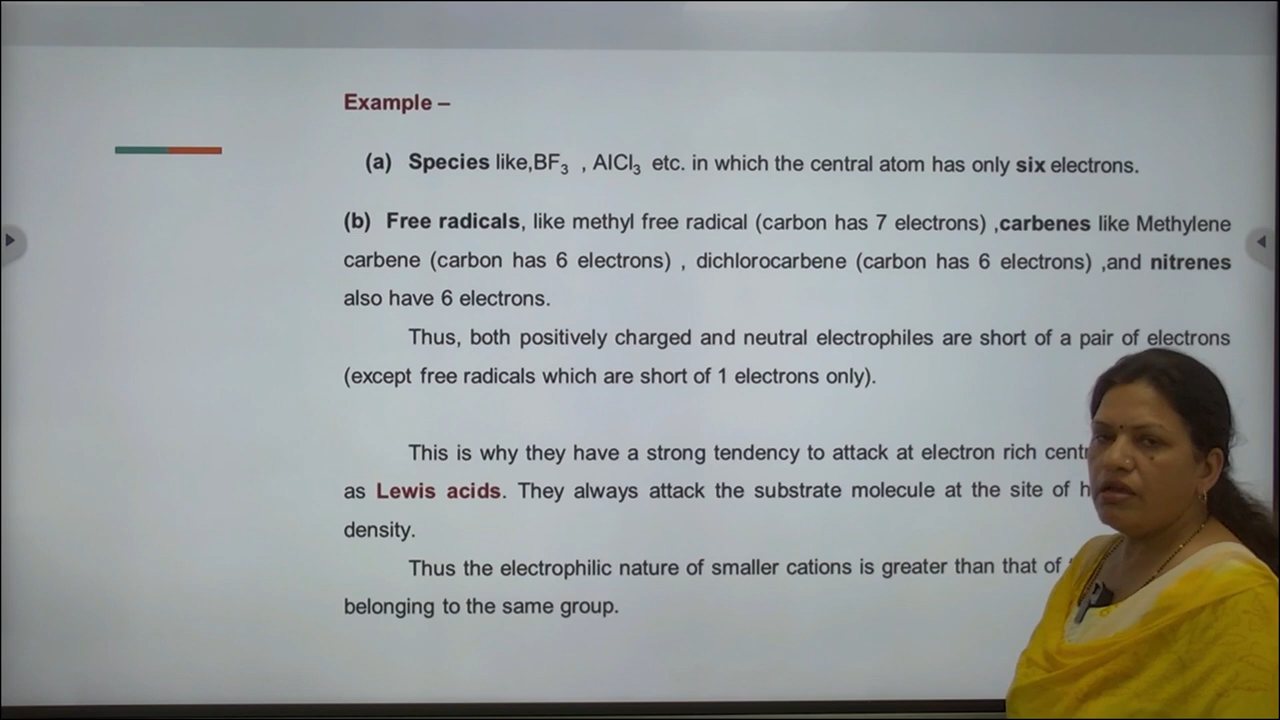 Example –
(a) Species like,BF₃ , AlCl₃ etc. in which the central atom has only six electrons.
(b) Free radicals, like methyl free radical (carbon has 7 electrons) ,carbenes like Methylene
carbene (carbon has 6 electrons) , dichlorocarbene (carbon has 6 electrons) ,and nitrenes
also have 6 electrons.
Thus, both positively charged and neutral electrophiles are short of a pair of electrons
(except free radicals which are short of 1 electrons only).
This is why they have a strong tendency to attack at electron rich
as Lewis acids. They always attack the substrate molecule at the site of
density.
Thus the electrophilic nature of smaller cations is greater than that of
belonging to the same group.